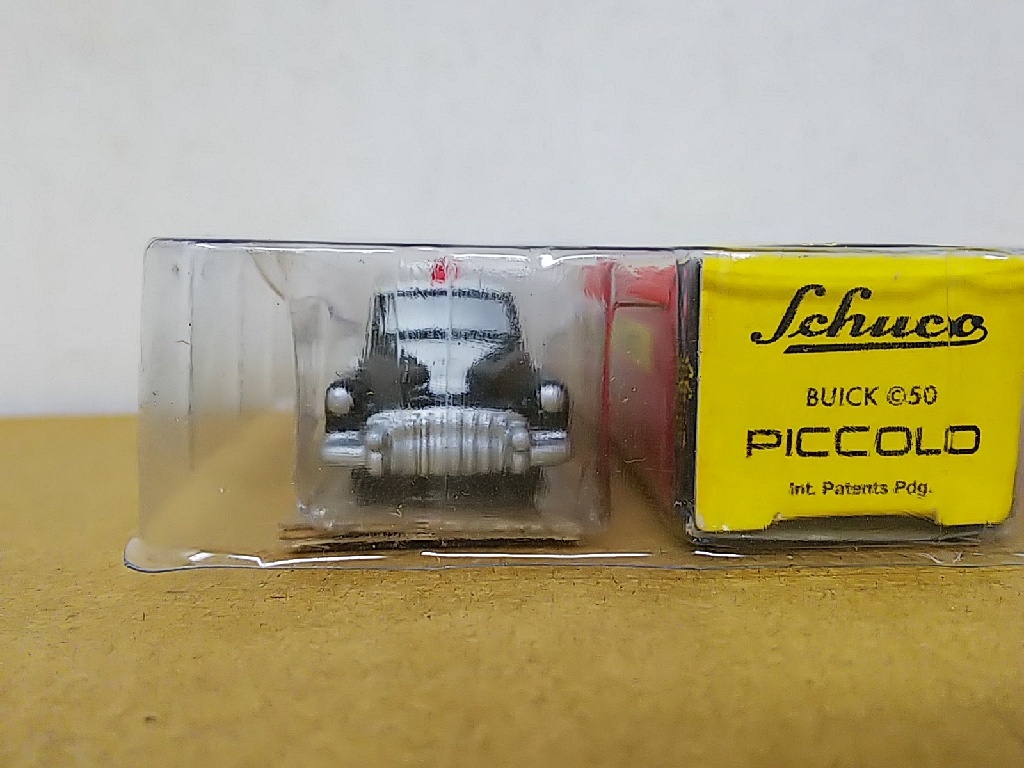 Schuco
BUICK ©50
PICCOLO
Int. Patents Pdg.